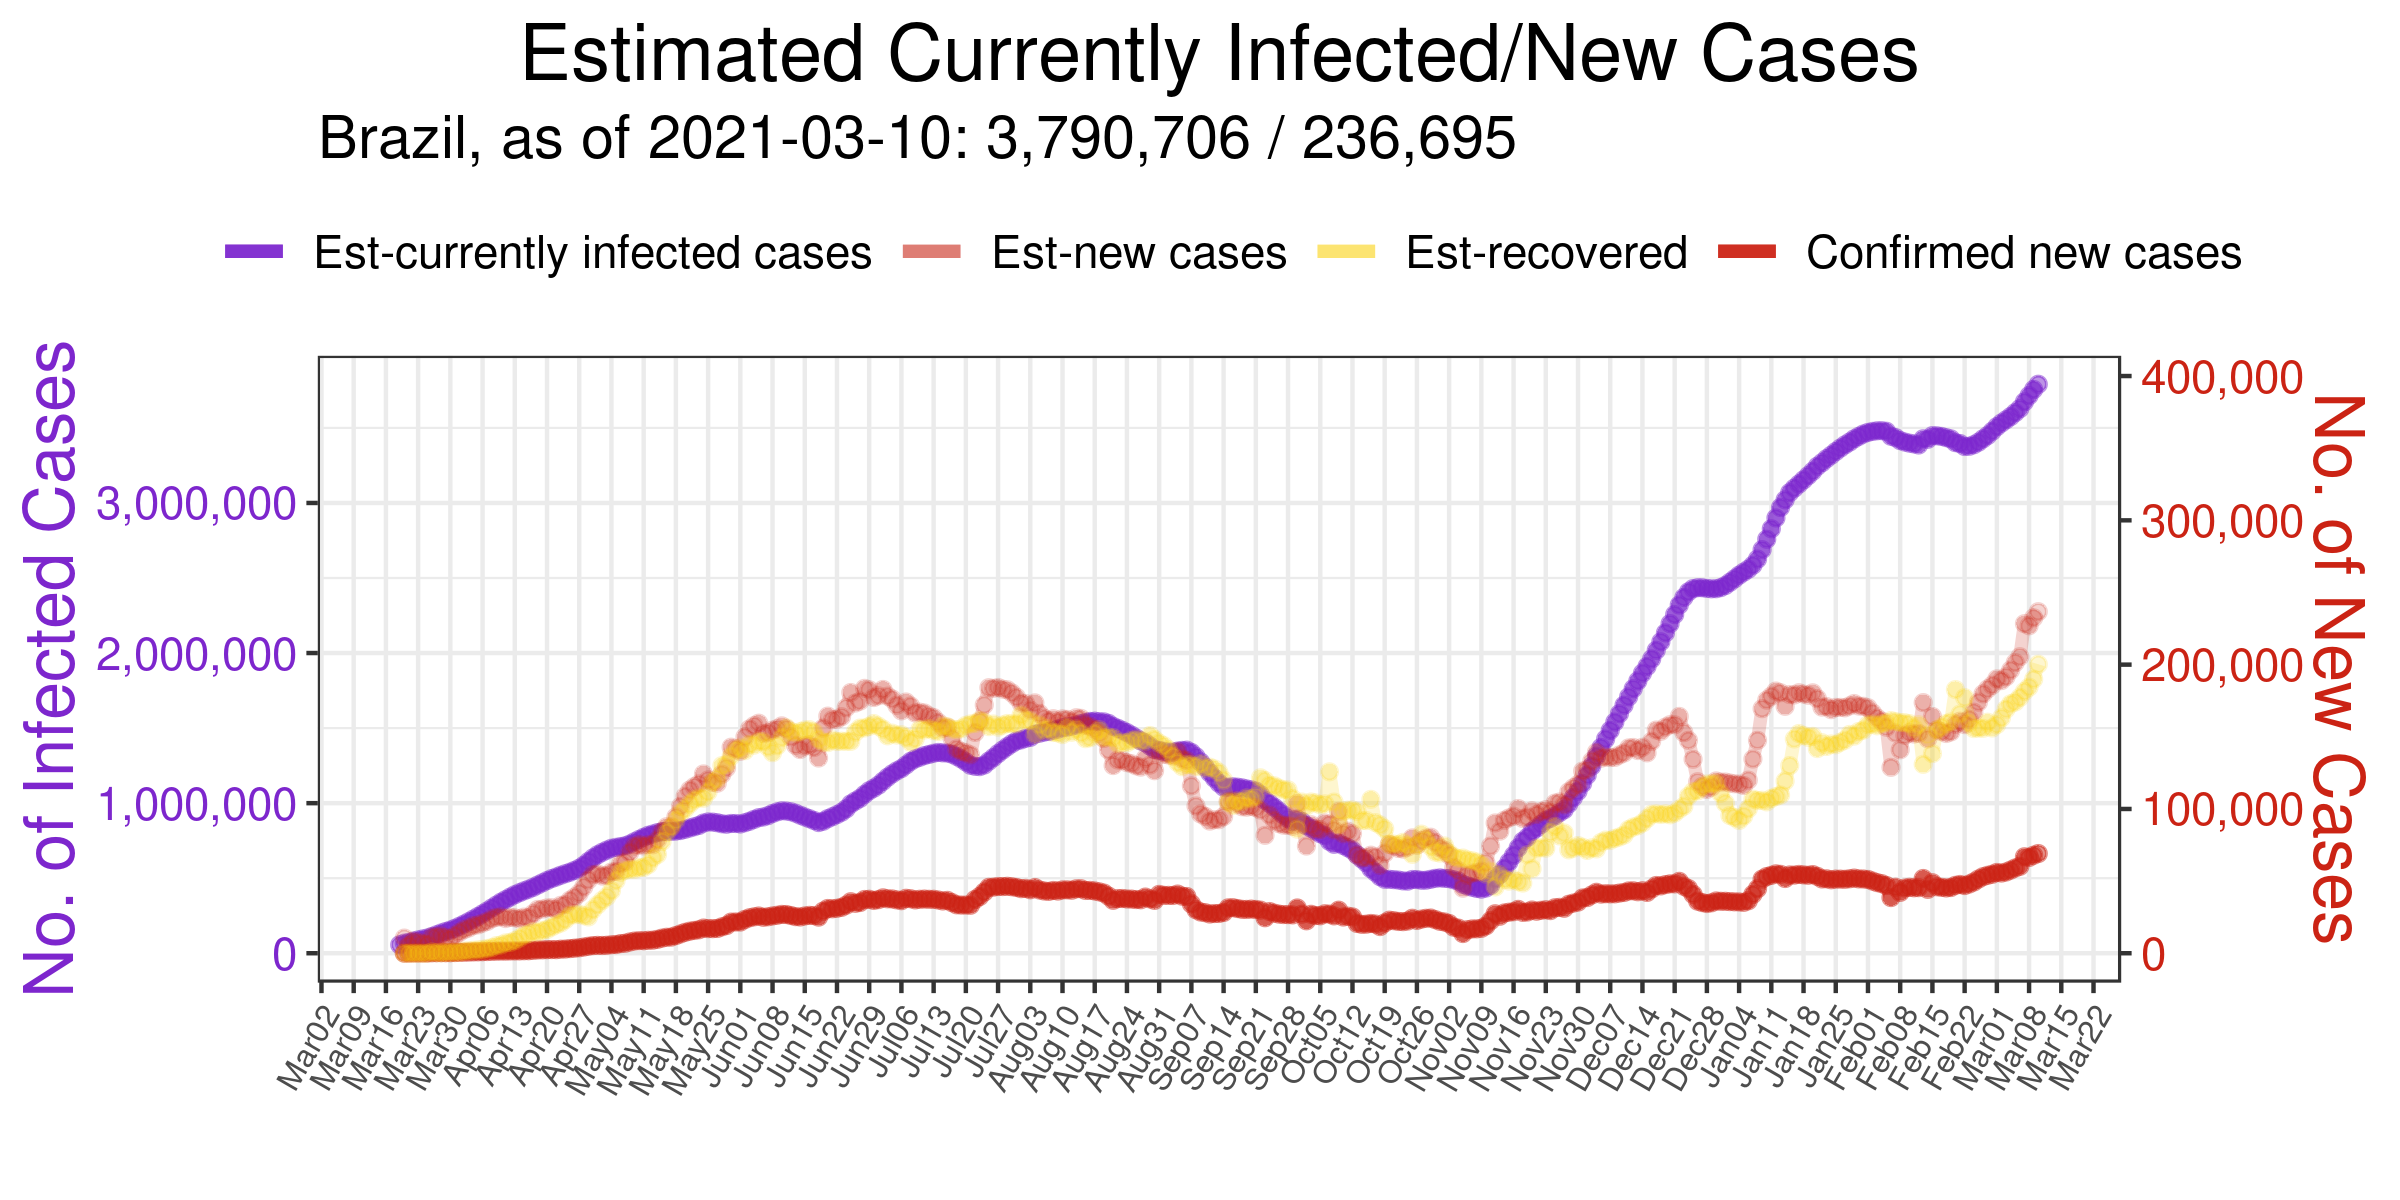 Estimated Currently Infected/New Cases
Brazil, as of 2021-03-10: 3,790,706 / 236,695
Est-currently infected cases Est-new cases Est-recovered Confirmed new cases
No. of Infected Cases
3,000,000
2,000,000
1,000,000
0
400,000
300,000
200,000
100,000
0
No. of New Cases
Mar02 Mar09 Mar16 Mar23 Mar30 Apr06 Apr13 Apr20 Apr27 May04 May11 May18 May25 Jun01 Jun08 Jun15 Jun22 Jun29 Jul06 Jul13 Jul20 Jul27 Aug03 Aug10 Aug17 Aug24 Aug31 Sep07 Sep14 Sep21 Sep28 Oct05 Oct12 Oct19 Oct26 Nov02 Nov09 Nov16 Nov23 Nov30 Dec07 Dec14 Dec21 Dec28 Jan04 Jan11 Jan18 Jan25 Feb01 Feb08 Feb15 Feb22 Mar01 Mar08 Mar15 Mar22